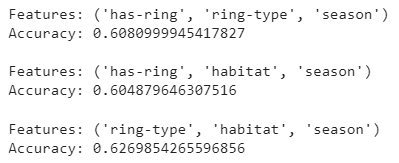 Features: ('has-ring', 'ring-type', 'season')
Accuracy: 0.6080999945417827
Features: ('has-ring', 'habitat', 'season')
Accuracy: 0.604879646307516
Features: ('ring-type', 'habitat', 'season')
Accuracy: 0.6269854265596856